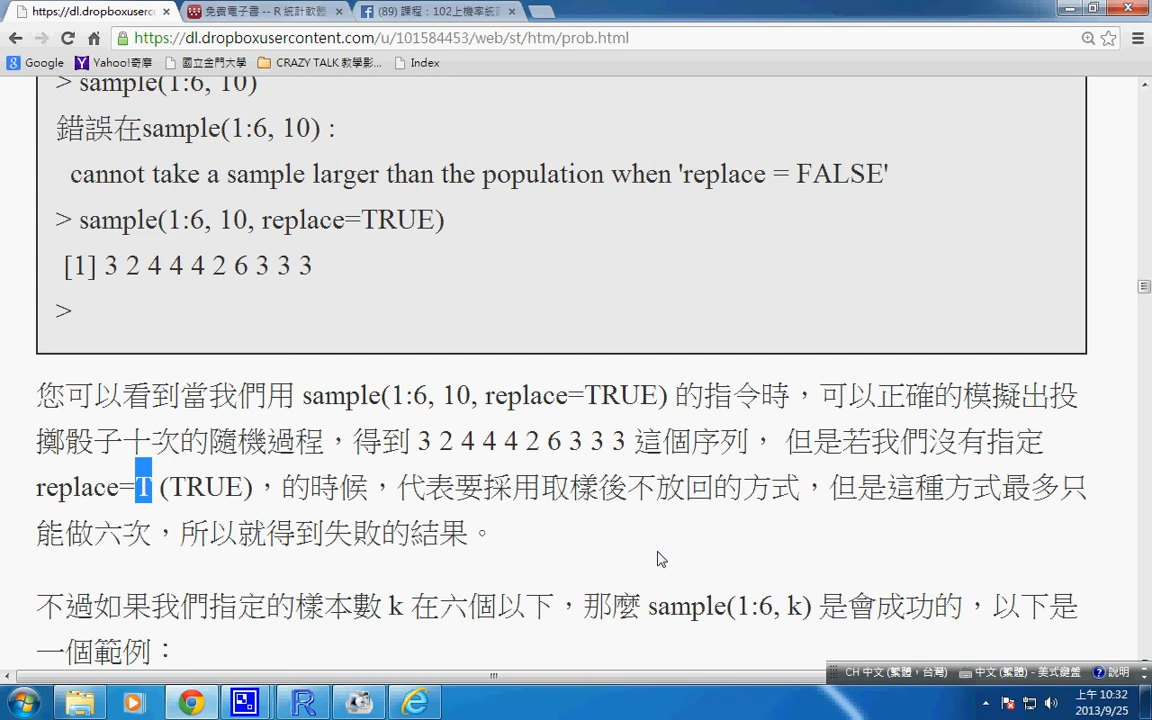 https://dl.dropboxuserco
免費電子書 -- R 統計軟體
(89) 課程：102上機率統計
https://dl.dropboxusercontent.com/u/101584453/web/st/htm/prob.html
Google Yahoo!奇摩 國立金門大學 CRAZY TALK 教學影... Index
> sample(1:6, 10)
錯誤在sample(1:6, 10) :
cannot take a sample larger than the population when 'replace = FALSE'
> sample(1:6, 10, replace=TRUE)
[1] 3 2 4 4 4 2 6 3 3 3
>
您可以看到當我們用 sample(1:6, 10, replace=TRUE) 的指令時，可以正確的模擬出投
擲骰子十次的隨機過程，得到 3 2 4 4 4 2 6 3 3 3 這個序列， 但是若我們沒有指定
replace=T (TRUE)，的時候，代表要採用取樣後不放回的方式，但是這種方式最多只
能做六次，所以就得到失敗的結果。
不過如果我們指定的樣本數 k 在六個以下，那麼 sample(1:6, k) 是會成功的，以下是
一個範例：
CH 中文 (繁體，台灣) 中文 (繁體) - 美式鍵盤 說明
上午 10:32
2013/9/25